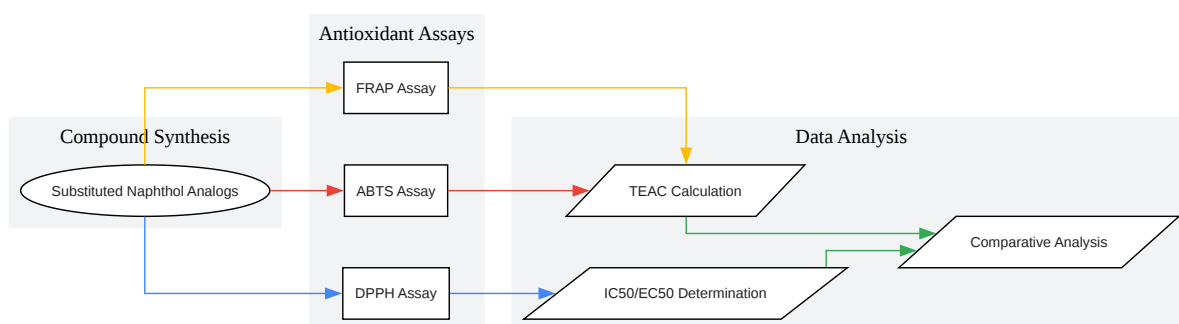 Antioxidant Assays
FRAP Assay
Compound Synthesis
Data Analysis
Substituted Naphthol Analogs
ABTS Assay
TEAC Calculation
Comparative Analysis
DPPH Assay
IC50/EC50 Determination